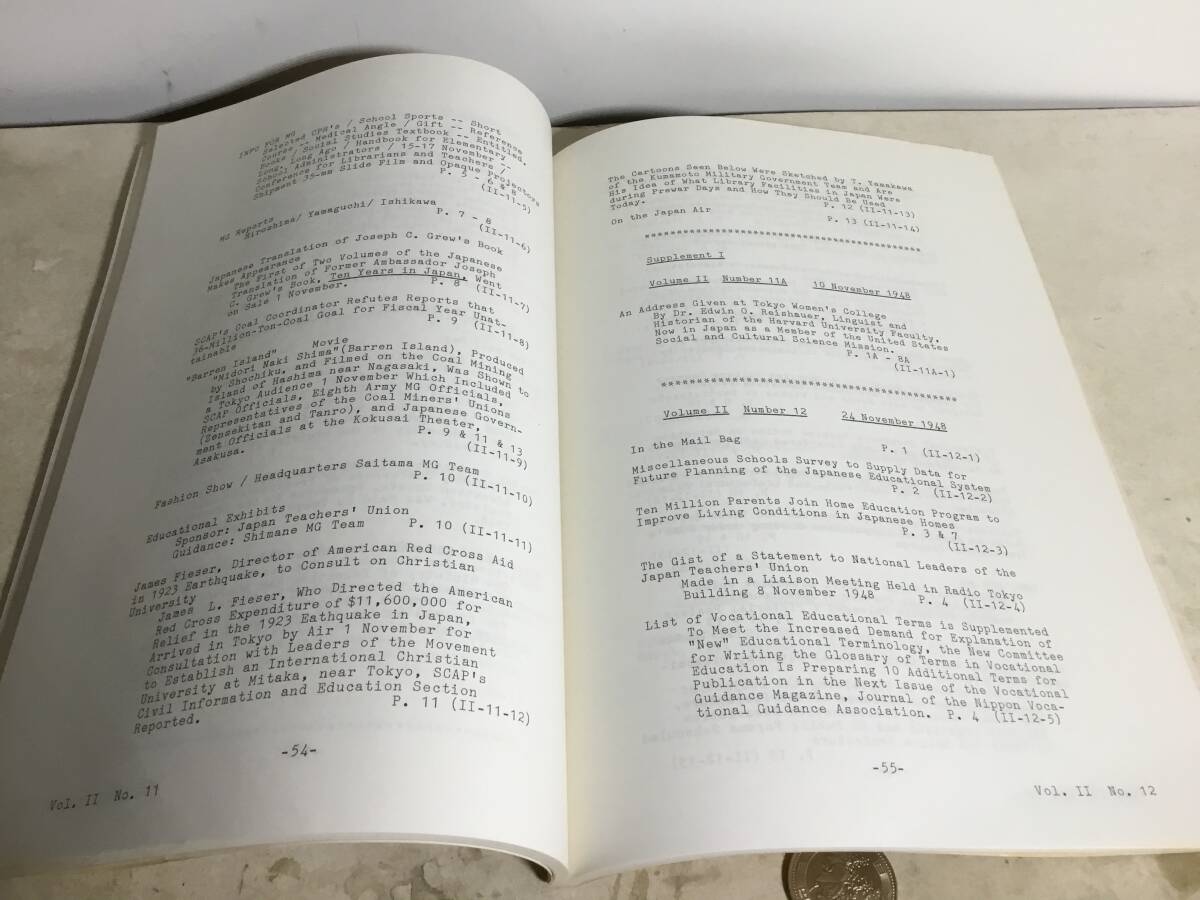 INFO FOR MG
Selected CPH's / School Sports -- Short
Course -- Medical Angle / Gift -- Reference
Books / Social Studies Textbook -- Entitled,
Long, Long Ago / Handbook for Elementary
School Administrators / 15-17 November --
Conference for Librarians and Teachers /
Shipment 35-mm Slide Film and Opaque Projectors
P. 3 - 6 & 8
(II-11-5)
MG Reports
Hiroshima/ Yamaguchi/ Ishikawa
P. 7 - 8
(II-11-6)
Japanese Translation of Joseph C. Grew's Book
Makes Appearance
The First of Two Volumes of the Japanese
Translation of Former Ambassador Joseph
C. Grew's Book, Ten Years in Japan, Went
on Sale 1 November. P. 8 (II-11-7)
SCAP's Coal Coordinator Refutes Reports that
36-Million-Ton-Coal Goal for Fiscal Year Unat-
tainable P. 9 (II-11-8)
"Barren Island" Movie
"Midori Naki Shima"(Barren Island), Produced
by Shochiku, and Filmed on the Coal Mining
Island of Hashima near Nagasaki, Was Shown to
a Tokyo Audience 1 November Which Included
SCAP Officials, Eighth Army MG Officials,
Representatives of the Coal Miners' Unions
(Zensekitan and Tanro), and Japanese Govern-
ment Officials at the Kokusai Theater,
Asakusa. P. 9 & 11 & 13
(II-11-9)
Fashion Show / Headquarters Saitama MG Team
P. 10 (II-11-10)
Educational Exhibits
Sponsor: Japan Teachers' Union
Guidance: Shimane MG Team P. 10 (II-11-11)
James Fieser, Director of American Red Cross Aid
in 1923 Earthquake, to Consult on Christian
University
James L. Fieser, Who Directed the American
Red Cross Expenditure of $11,600,000 for
Relief in the 1923 Eathquake in Japan,
Arrived in Tokyo by Air 1 November for
Consultation with Leaders of the Movement
to Establish an International Christian
University at Mitaka, near Tokyo, SCAP's
Civil Information and Education Section
Reported. P. 11 (II-11-12)
-54-
Vol. II No. 11
The Cartoons Seen Below Were Sketched by T. Yamakawa
of the Kumamoto Military Government Team and Are
His Idea of What Library Facilities in Japan Were
during Prewar Days and How They Should Be Used
Today. P. 12 (II-11-13)
On the Japan Air P. 13 (II-11-14)
*******************************************
Supplement I
Volume II Number 11A 10 November 1948
An Address Given at Tokyo Women's College
By Dr. Edwin O. Reishauer, Linguist and
Historian of the Harvard University Faculty,
Now in Japan as a Member of the United States
Social and Cultural Science Mission.
P. 1A - 8A
(II-11A-1)
*******************************************
Volume II Number 12 24 November 1948
In the Mail Bag P. 1 (II-12-1)
Miscellaneous Schools Survey to Supply Data for
Future Planning of the Japanese Educational System
P. 2 (II-12-2)
Ten Million Parents Join Home Education Program to
Improve Living Conditions in Japanese Homes
P. 3 & 7
(II-12-3)
The Gist of a Statement to National Leaders of the
Japan Teachers' Union
Made in a Liaison Meeting Held in Radio Tokyo
Building 8 November 1948 P. 4 (II-12-4)
List of Vocational Educational Terms is Supplemented
To Meet the Increased Demand for Explanation of
"New" Educational Terminology, the New Committee
for Writing the Glossary of Terms in Vocational
Education Is Preparing 10 Additional Terms for
Publication in the Next Issue of the Vocational
Guidance Magazine, Journal of the Nippon Voca-
tional Guidance Association. P. 4 (II-12-5)
-55-
Vol. II No. 12